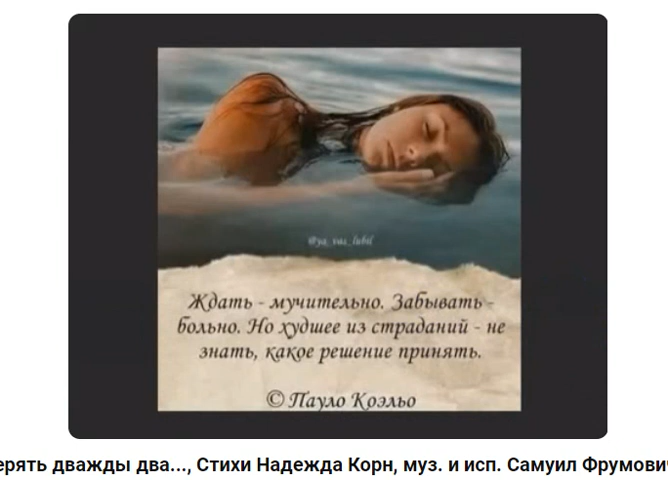 @ya_vas_lubil
Ждать - мучительно. Забывать -
больно. Но худшее из страданий - не
знать, какое решение принять.
© Пауло Коэльо
ерять дважды два..., Стихи Надежда Корн, муз. и исп. Самуил Фрумович